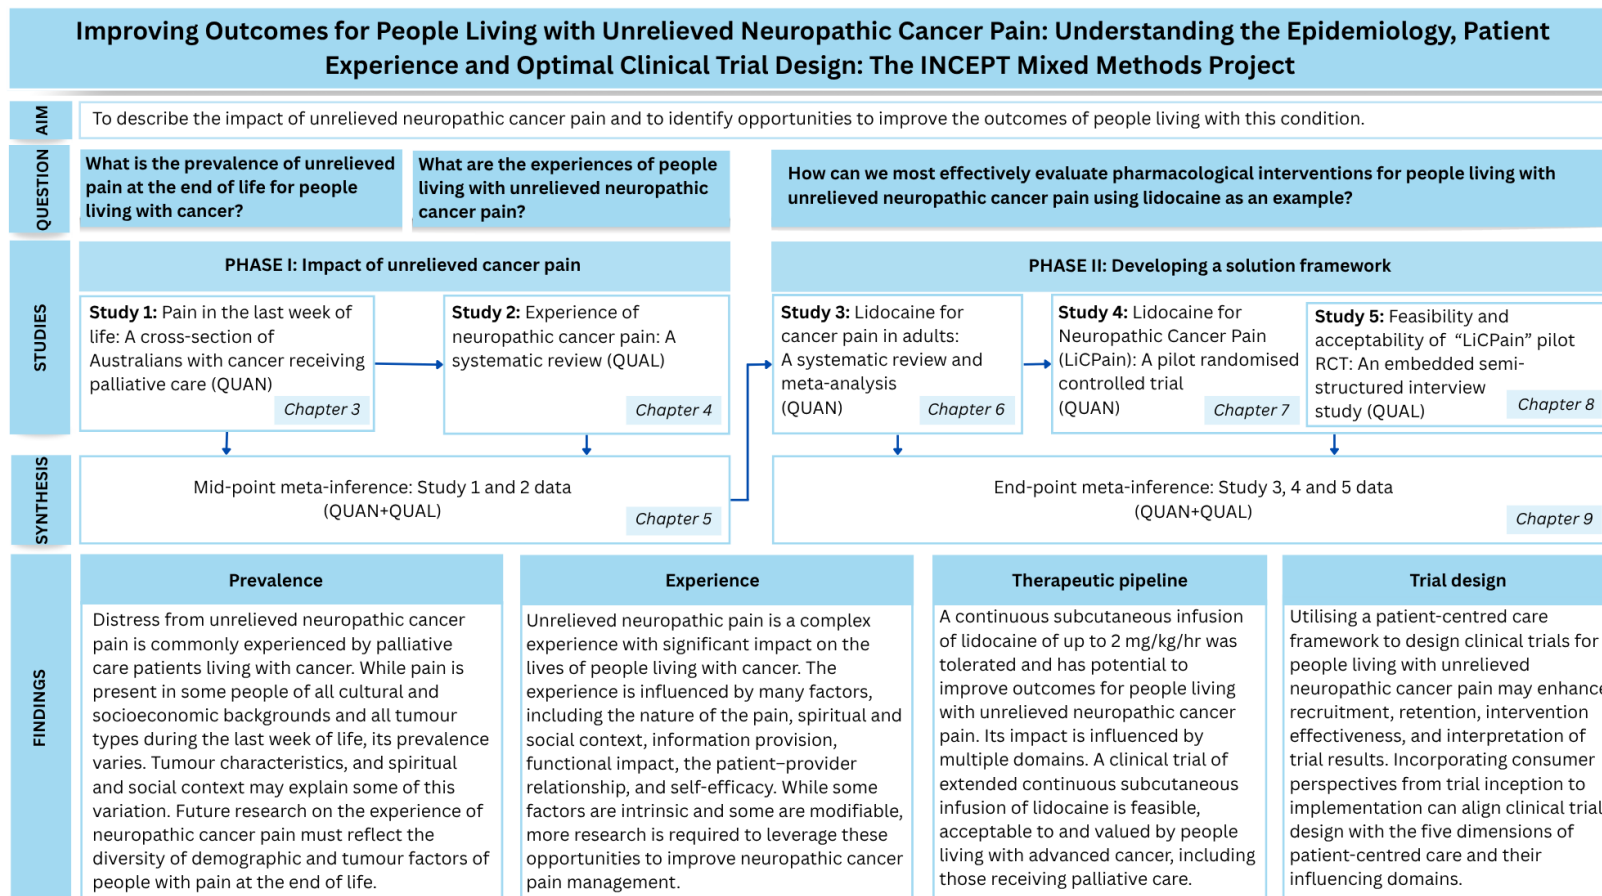 Improving Outcomes for People Living with Unrelieved Neuropathic Cancer Pain: Understanding the Epidemiology, Patient
Experience and Optimal Clinical Trial Design: The INCEPT Mixed Methods Project
AIM
To describe the impact of unrelieved neuropathic cancer pain and to identify opportunities to improve the outcomes of people living with this condition.
QUESTION
What is the prevalence of unrelieved
pain at the end of life for people
living with cancer?
What are the experiences of people
living with unrelieved neuropathic
cancer pain?
How can we most effectively evaluate pharmacological interventions for people living with
unrelieved neuropathic cancer pain using lidocaine as an example?
STUDIES
PHASE I: Impact of unrelieved cancer pain
Study 1: Pain in the last week of
life: A cross-section of
Australians with cancer receiving
palliative care (QUAN)
Chapter 3
Study 2: Experience of
neuropathic cancer pain: A
systematic review (QUAL)
Chapter 4
PHASE II: Developing a solution framework
Study 3: Lidocaine for
cancer pain in adults:
A systematic review and
meta-analysis
(QUAN)
Chapter 6
Study 4: Lidocaine for
Neuropathic Cancer Pain
(LiCPain): A pilot randomised
controlled trial
(QUAN)
Chapter 7
Study 5: Feasibility and
acceptability of “LiCPain” pilot
RCT: An embedded semi-
structured interview
study (QUAL)
Chapter 8
SYNTHESIS
Mid-point meta-inference: Study 1 and 2 data
(QUAN+QUAL)
Chapter 5
End-point meta-inference: Study 3, 4 and 5 data
(QUAN+QUAL)
Chapter 9
FINDINGS
Prevalence
Distress from unrelieved neuropathic cancer
pain is commonly experienced by palliative
care patients living with cancer. While pain is
present in some people of all cultural and
socioeconomic backgrounds and all tumour
types during the last week of life, its prevalence
varies. Tumour characteristics, and spiritual
and social context may explain some of this
variation. Future research on the experience of
neuropathic cancer pain must reflect the
diversity of demographic and tumour factors of
people with pain at the end of life.
Experience
Unrelieved neuropathic pain is a complex
experience with significant impact on the
lives of people living with cancer. The
experience is influenced by many factors,
including the nature of the pain, spiritual and
social context, information provision,
functional impact, the patient–provider
relationship, and self-efficacy. While some
factors are intrinsic and some are modifiable,
more research is required to leverage these
opportunities to improve neuropathic cancer
pain management.
Therapeutic pipeline
A continuous subcutaneous infusion
of lidocaine of up to 2 mg/kg/hr was
tolerated and has potential to
improve outcomes for people living
with unrelieved neuropathic cancer
pain. Its impact is influenced by
multiple domains. A clinical trial of
extended continuous subcutaneous
infusion of lidocaine is feasible,
acceptable to and valued by people
living with advanced cancer, including
those receiving palliative care.
Trial design
Utilising a patient-centred care
framework to design clinical trials for
people living with unrelieved
neuropathic cancer pain may enhance
recruitment, retention, intervention
effectiveness, and interpretation of
trial results. Incorporating consumer
perspectives from trial inception to
implementation can align clinical trial
design with the five dimensions of
patient-centred care and their
influencing domains.